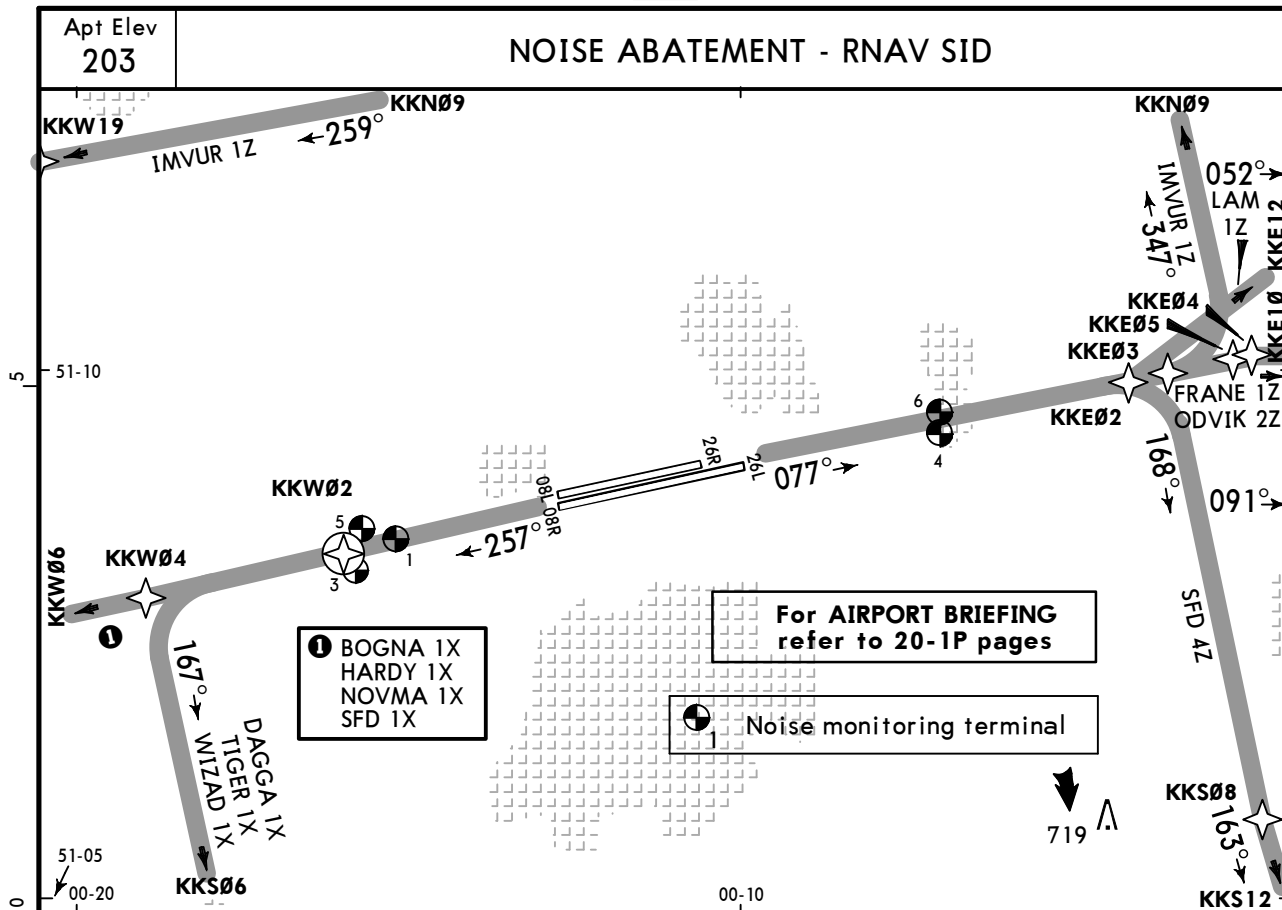 Apt Elev
203
NOISE ABATEMENT - RNAV SID
KKW19
KKNØ9
259°
IMVUR 1Z
KKNØ9
IMVUR 1Z
347°
052°
LAM
1Z
KKE12
KKE1Ø
KKEØ4
KKEØ5
KKEØ3
KKEØ2
FRANE 1Z
ODVIK 2Z
5
51-10
6
4
26R
26L
077°
08L
08R
257°
168°
091°
KKWØ2
5
1
3
KKWØ4
KKWØ6
1
1 BOGNA 1X
HARDY 1X
NOVMA 1X
SFD 1X
For AIRPORT BRIEFING
refer to 20-1P pages
SFD 4Z
167°
DAGGA 1X
TIGER 1X
WIZAD 1X
1
Noise monitoring terminal
719
KKSØ8
163°
51-05
0
00-20
KKSØ6
00-10
KKS12